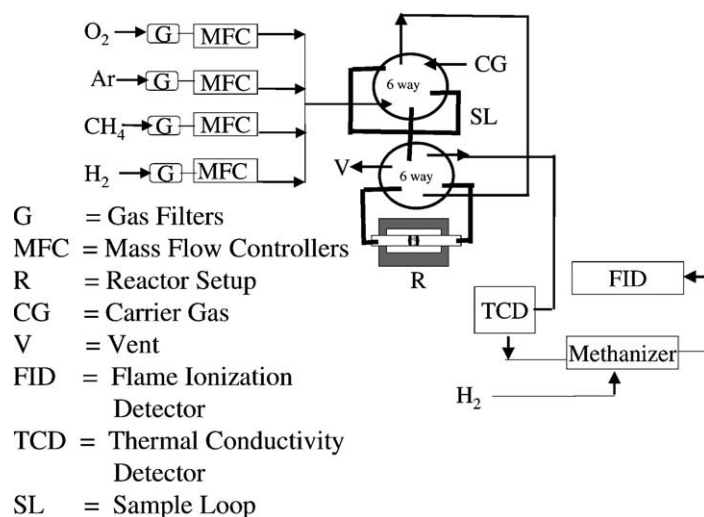 O₂ G MFC
Ar G MFC
CH₄ G MFC
H₂ G MFC
6 way
CG
SL
V
6 way
R
TCD
FID
Methanizer
H₂
G = Gas Filters
MFC = Mass Flow Controllers
R = Reactor Setup
CG = Carrier Gas
V = Vent
FID = Flame Ionization
Detector
TCD = Thermal Conductivity
Detector
SL = Sample Loop